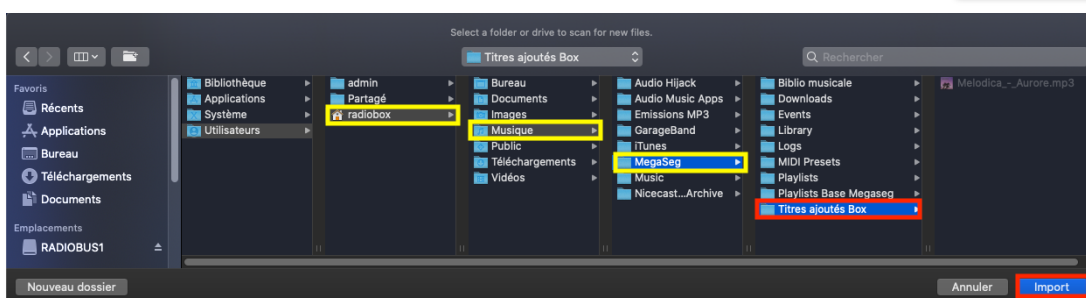 Select a folder or drive to scan for new files.
Titres ajoutés Box
Rechercher
Favoris
Récents
Applications
Bureau
Téléchargements
Documents
Emplacements
RADIOBUS1
Bibliothèque
Applications
Système
Utilisateurs
admin
Partagé
radiobox
Bureau
Documents
Images
Musique
Public
Téléchargements
Vidéos
Audio Hijack
Audio Music Apps
Emissions MP3
GarageBand
iTunes
MegaSeg
Music
Nicecast...Archive
Biblio musicale
Downloads
Events
Library
Logs
MIDI Presets
Playlists
Playlists Base Megaseg
Titres ajoutés Box
Melodica_-_Aurore.mp3
Nouveau dossier
Annuler
Import